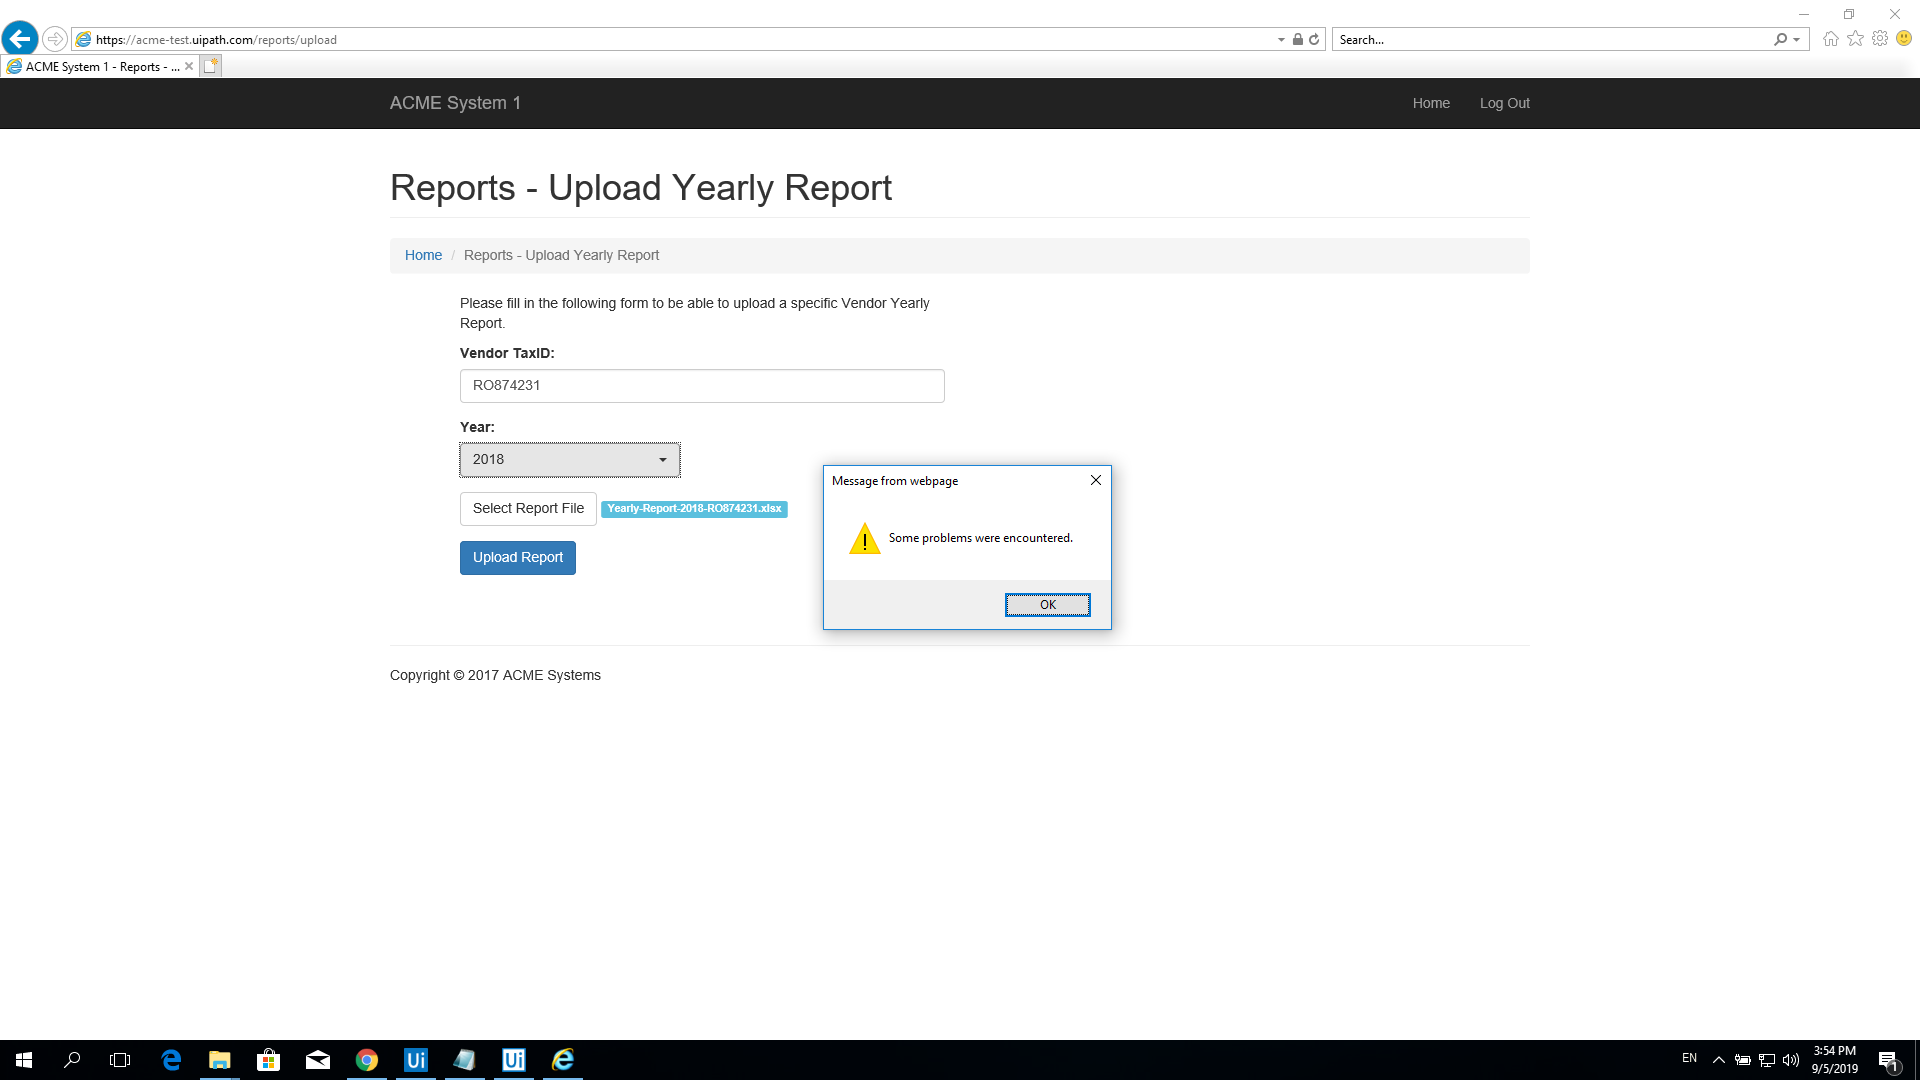 https://acme-test.uipath.com/reports/upload
Search...
ACME System 1 - Reports - ...
ACME System 1
Home
Log Out
Reports - Upload Yearly Report
Home / Reports - Upload Yearly Report
Please fill in the following form to be able to upload a specific Vendor Yearly
Report.
Vendor TaxID:
RO874231
Year:
2018
Select Report File
Yearly-Report-2018-RO874231.xlsx
Upload Report
Message from webpage
Some problems were encountered.
OK
Copyright © 2017 ACME Systems
Ui
Ui
EN
3:54 PM
9/5/2019
1